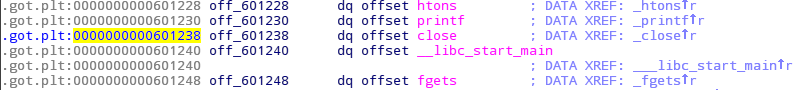 .got.plt:0000000000601228 off_601228 dq offset htons ; DATA XREF: _htons↑r
.got.plt:0000000000601230 off_601230 dq offset printf ; DATA XREF: _printf↑r
.got.plt:0000000000601238 off_601238 dq offset close ; DATA XREF: _close↑r
.got.plt:0000000000601240 off_601240 dq offset __libc_start_main
.got.plt:0000000000601240 ; DATA XREF: ___libc_start_main↑r
.got.plt:0000000000601248 off_601248 dq offset fgets ; DATA XREF: _fgets↑r